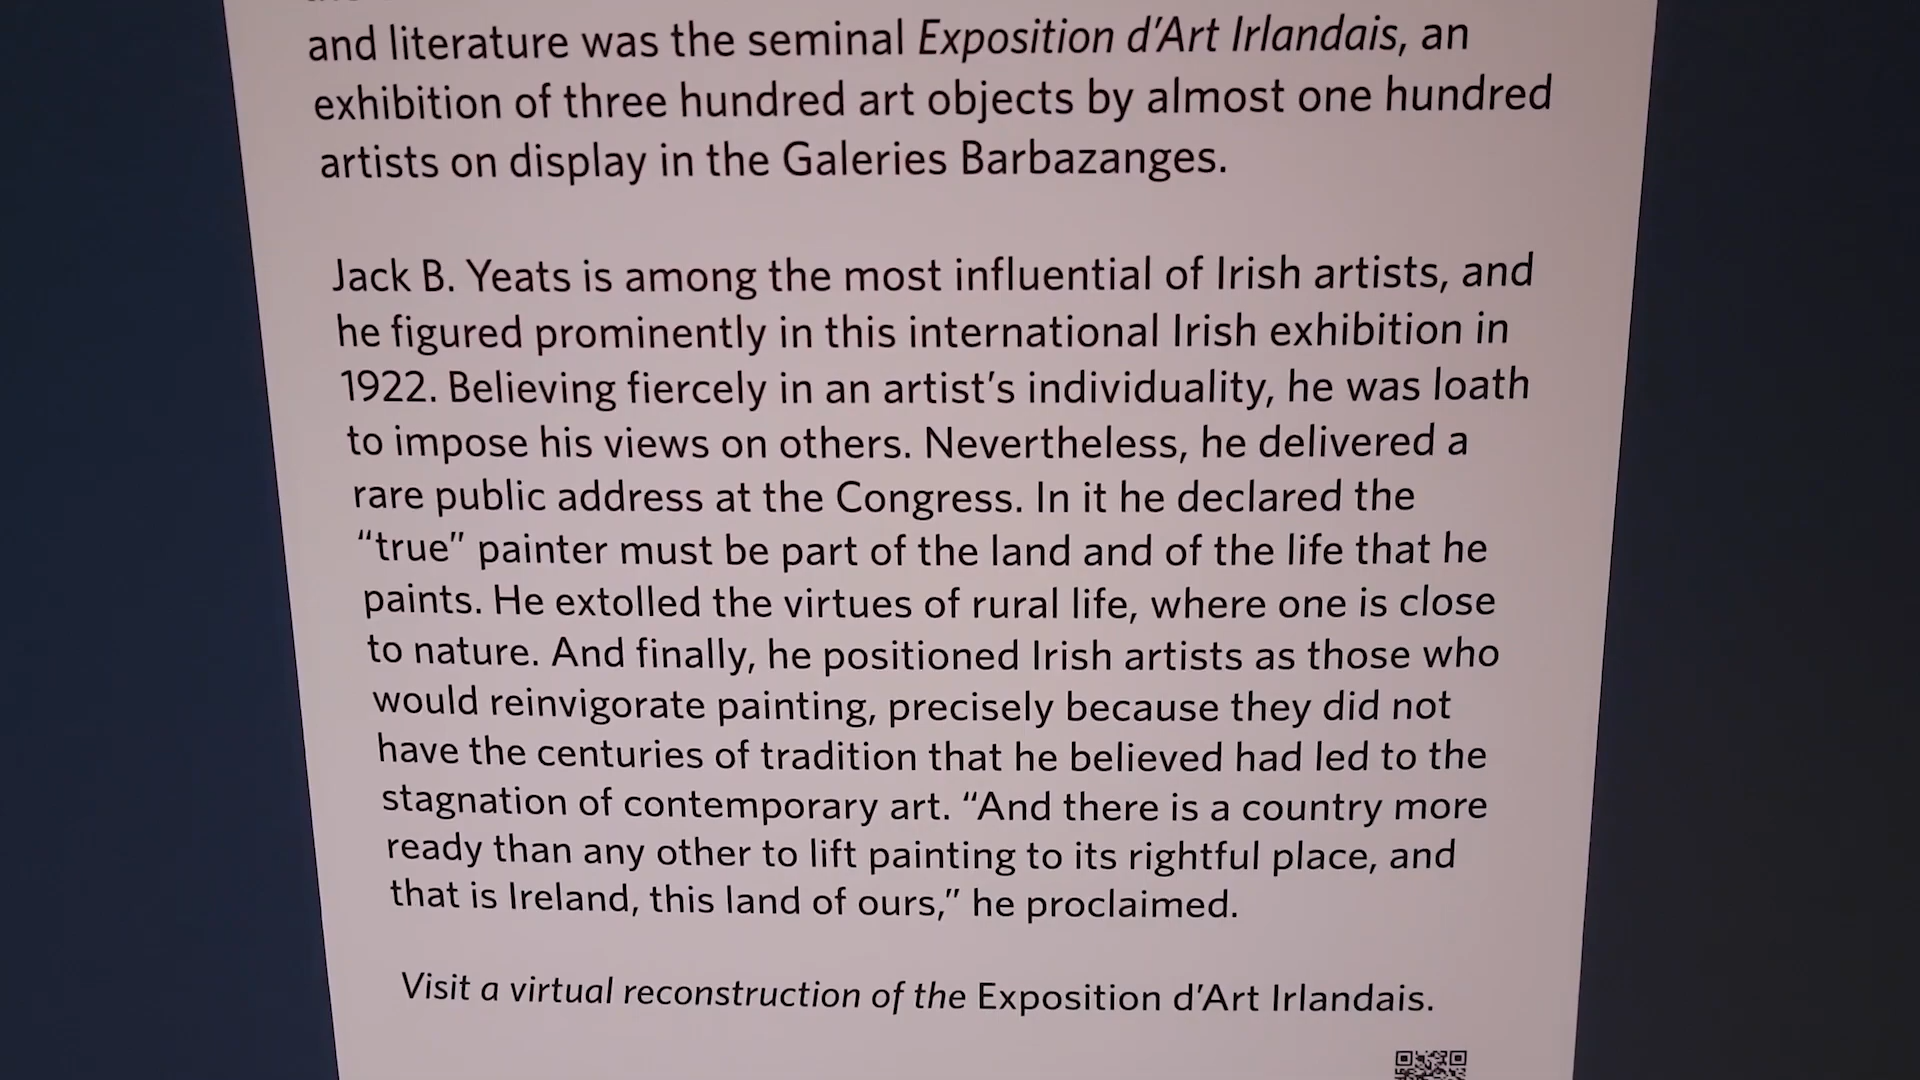 and literature was the seminal Exposition d'Art Irlandais, an
exhibition of three hundred art objects by almost one hundred
artists on display in the Galeries Barbazanges.
Jack B. Yeats is among the most influential of Irish artists, and
he figured prominently in this international Irish exhibition in
1922. Believing fiercely in an artist's individuality, he was loath
to impose his views on others. Nevertheless, he delivered a
rare public address at the Congress. In it he declared the
“true” painter must be part of the land and of the life that he
paints. He extolled the virtues of rural life, where one is close
to nature. And finally, he positioned Irish artists as those who
would reinvigorate painting, precisely because they did not
have the centuries of tradition that he believed had led to the
stagnation of contemporary art. “And there is a country more
ready than any other to lift painting to its rightful place, and
that is Ireland, this land of ours,” he proclaimed.
Visit a virtual reconstruction of the Exposition d'Art Irlandais.